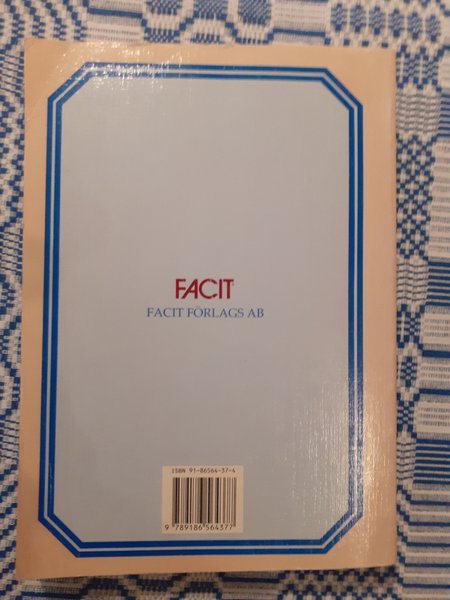 FACIT
FACIT FÖRLAGS AB
ISBN 91-86564-37-4
9 789186 564377